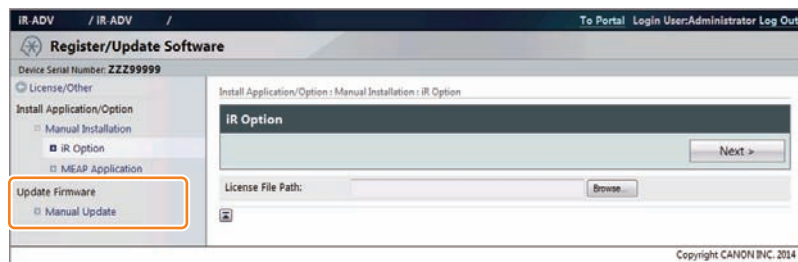 iR-ADV / iR-ADV / To Portal Login User:Administrator Log Out
Register/Update Software
Device Serial Number: ZZZ99999
License/Other
Install Application/Option
Manual Installation
iR Option
MEAP Application
Update Firmware
Manual Update
Install Application/Option : Manual Installation : iR Option
iR Option
Next >
License File Path:
Browse...
Copyright CANON INC. 2014